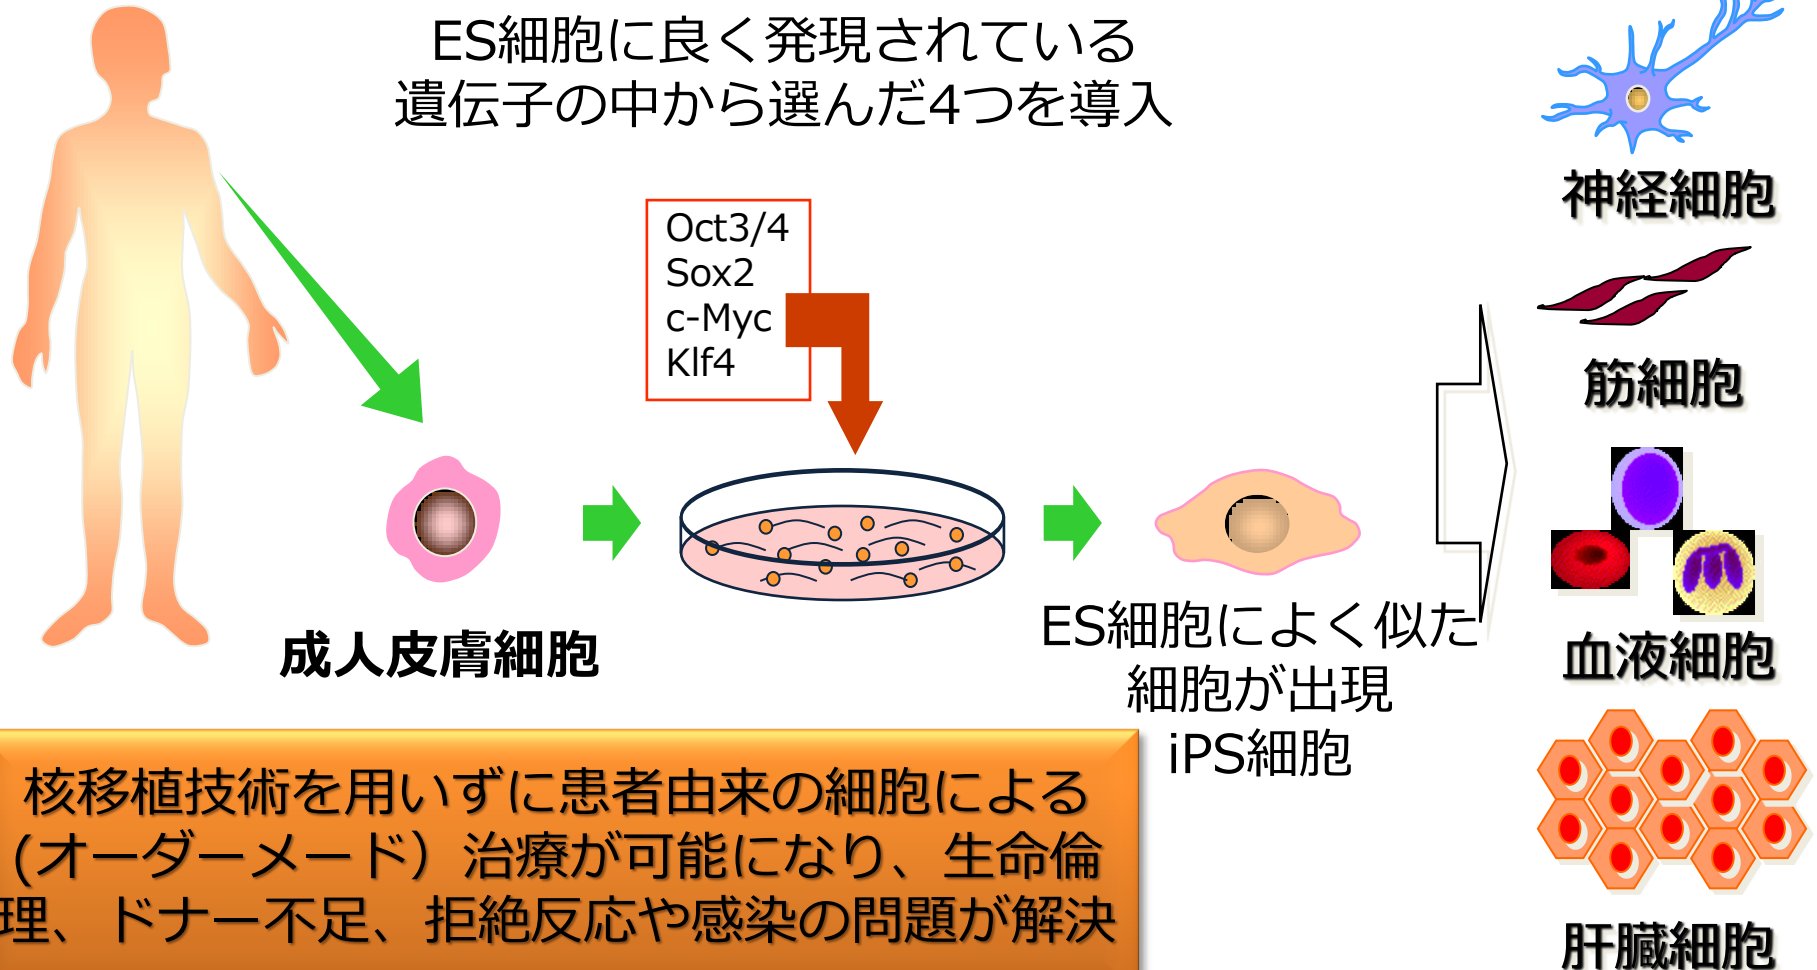 ES細胞に良く発現されている
遺伝子の中から選んだ4つを導入
Oct3/4
Sox2
c-Myc
Klf4
成人皮膚細胞
ES細胞によく似た
細胞が出現
iPS細胞
神経細胞
筋細胞
血液細胞
肝臓細胞
核移植技術を用いずに患者由来の細胞による
(オーダーメード）治療が可能になり、生命倫
理、ドナー不足、拒絶反応や感染の問題が解決